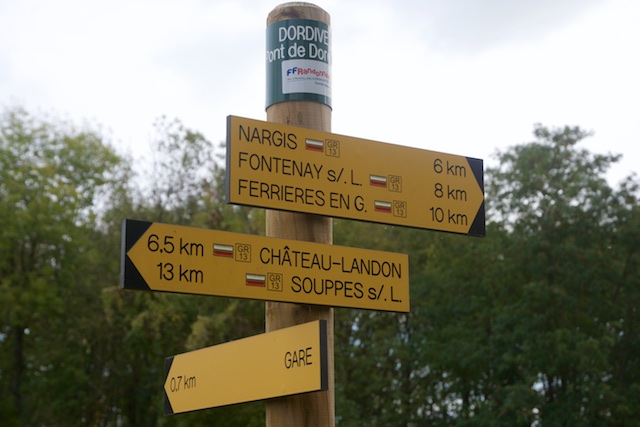 DORDIVE
Pont de Dor
FFRandonnée
NARGIS GR 13 6 km
FONTENAY s/. L. GR 13 8 km
FERRIERES EN G. GR 13 10 km
6,5 km GR 13 CHÂTEAU-LANDON
13 km GR 13 SOUPPES s/. L.
GARE
0,7 km